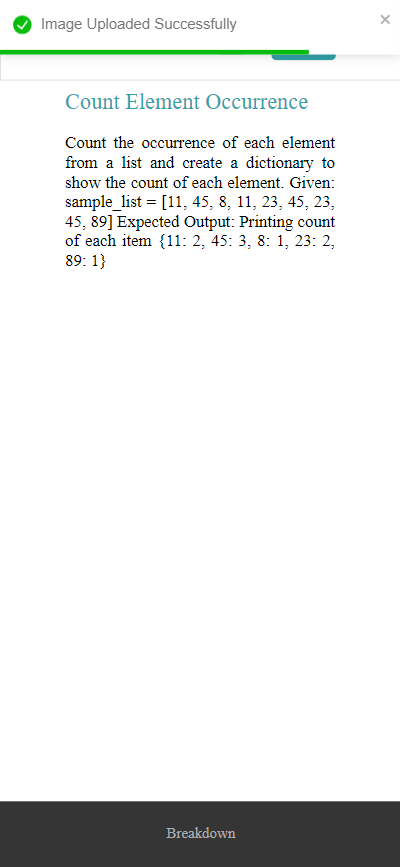 Image Uploaded Successfully
Count Element Occurrence
Count the occurrence of each element
from a list and create a dictionary to
show the count of each element. Given:
sample_list = [11, 45, 8, 11, 23, 45, 23,
45, 89] Expected Output: Printing count
of each item {11: 2, 45: 3, 8: 1, 23: 2,
89: 1}
Breakdown